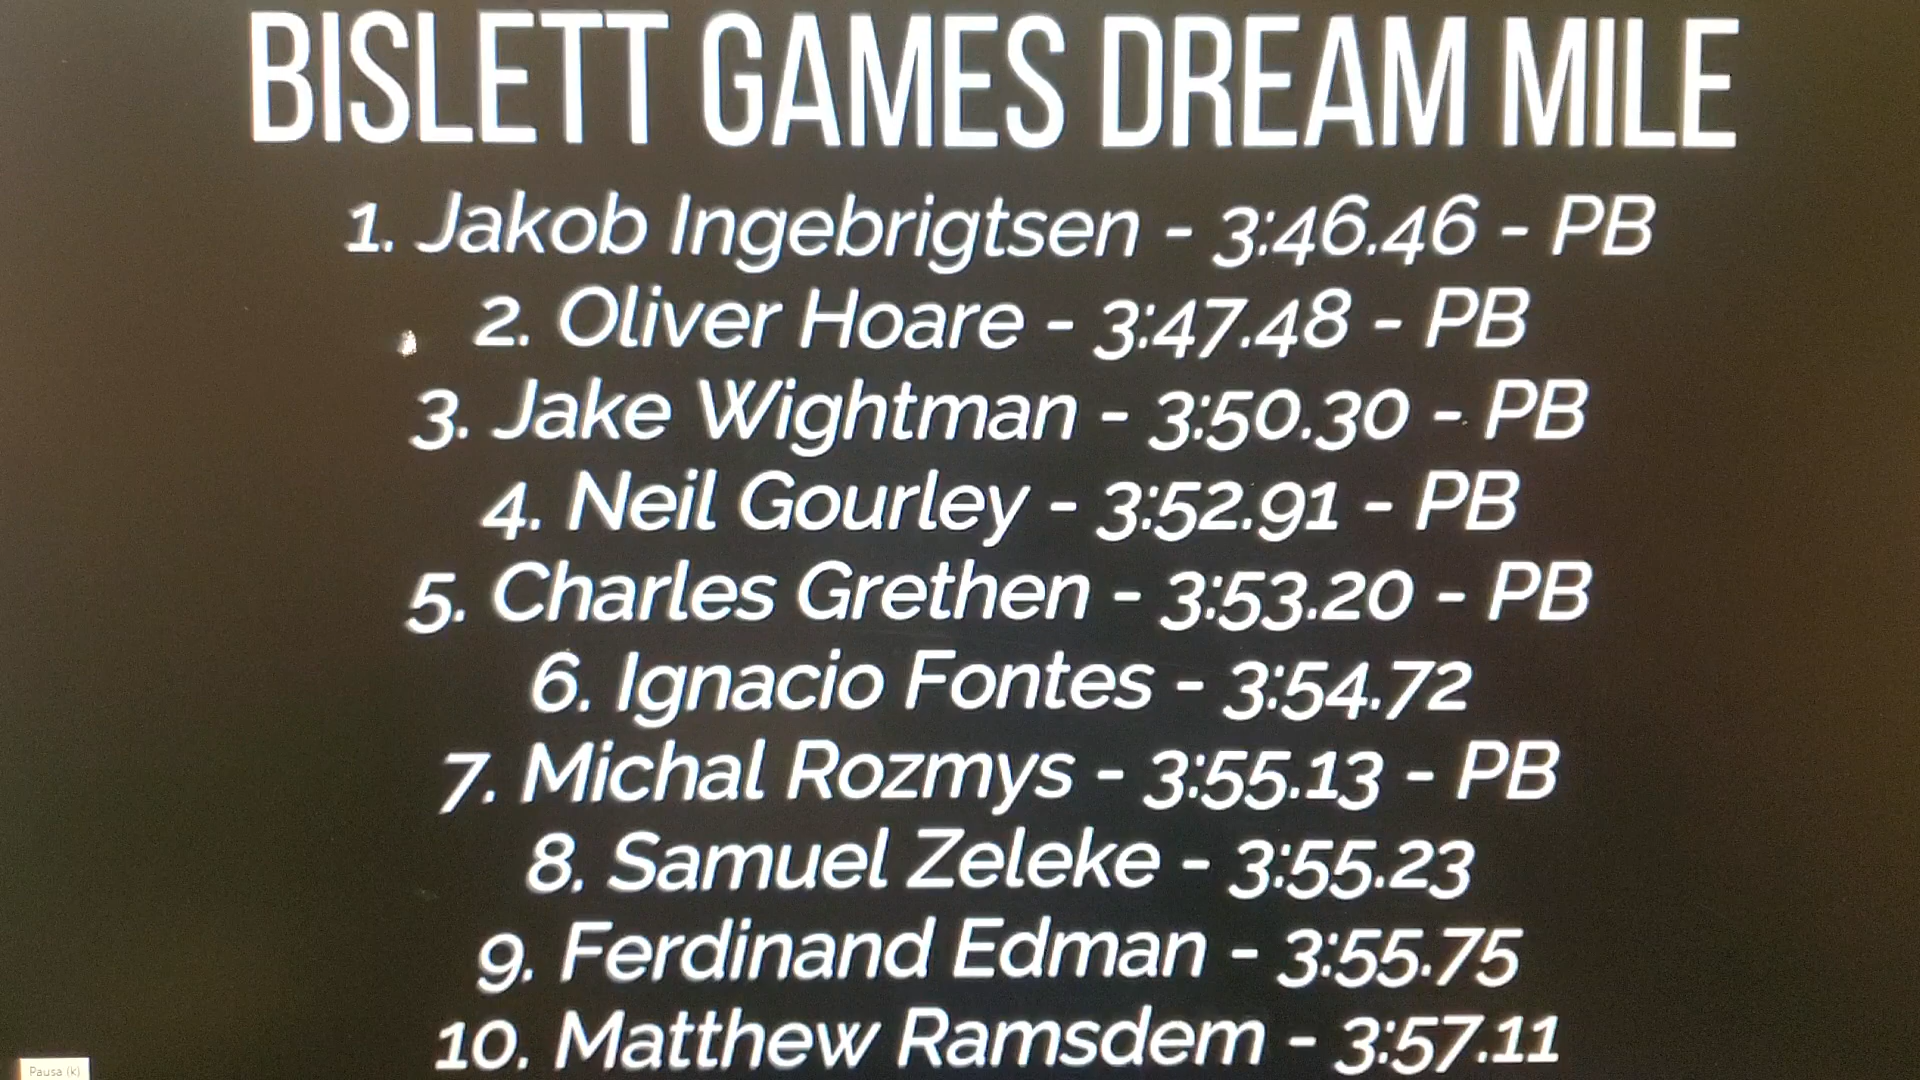 BISLETT GAMES DREAM MILE
1. Jakob Ingebrigtsen - 3:46.46 - PB
2. Oliver Hoare - 3:47.48 - PB
3. Jake Wightman - 3:50.30 - PB
4. Neil Gourley - 3:52.91 - PB
5. Charles Grethen - 3:53.20 - PB
6. Ignacio Fontes - 3:54.72
7. Michal Rozmys - 3:55.13 - PB
8. Samuel Zeleke - 3:55.23
9. Ferdinand Edman - 3:55.75
10. Matthew Ramsdem - 3:57.11
Pausa (k)